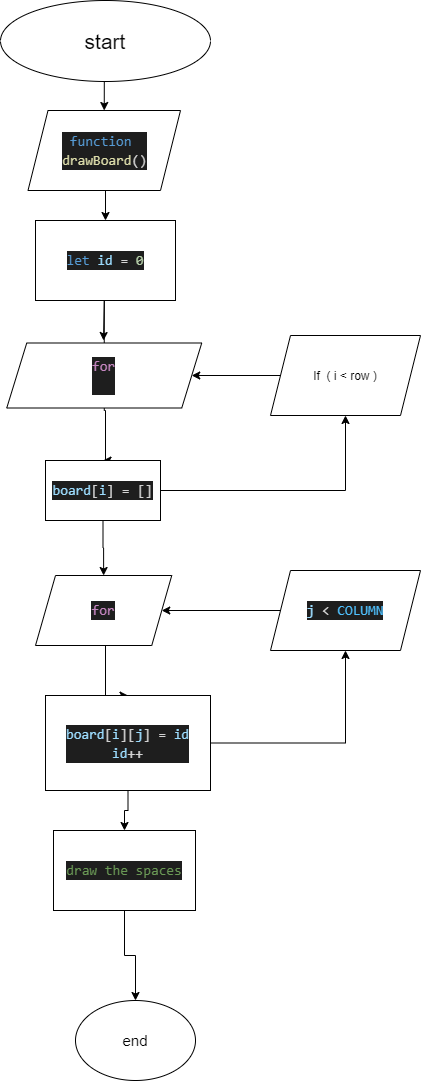 start
function
drawBoard()
let id = 0
for
If ( i < row )
board[i] = []
for
j < COLUMN
board[i][j] = id
id++
draw the spaces
end